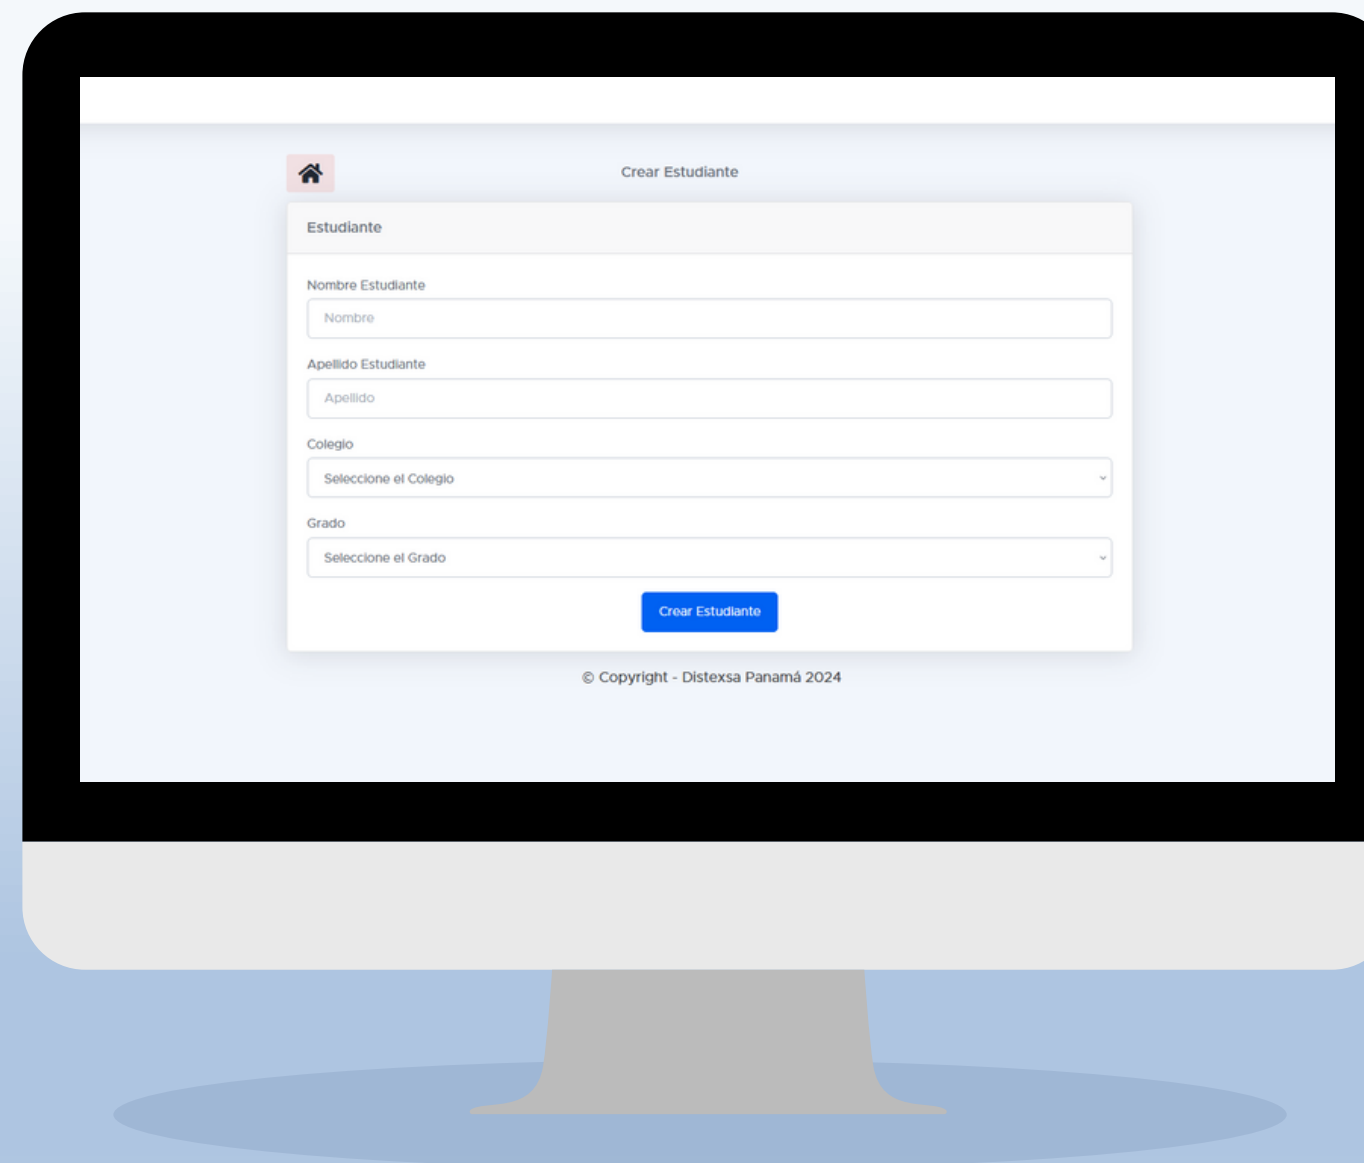 Crear Estudiante
Estudiante
Nombre Estudiante
Nombre
Apellido Estudiante
Apellido
Colegio
Seleccione el Colegio
Grado
Seleccione el Grado
Crear Estudiante
© Copyright - Distexsa Panamá 2024